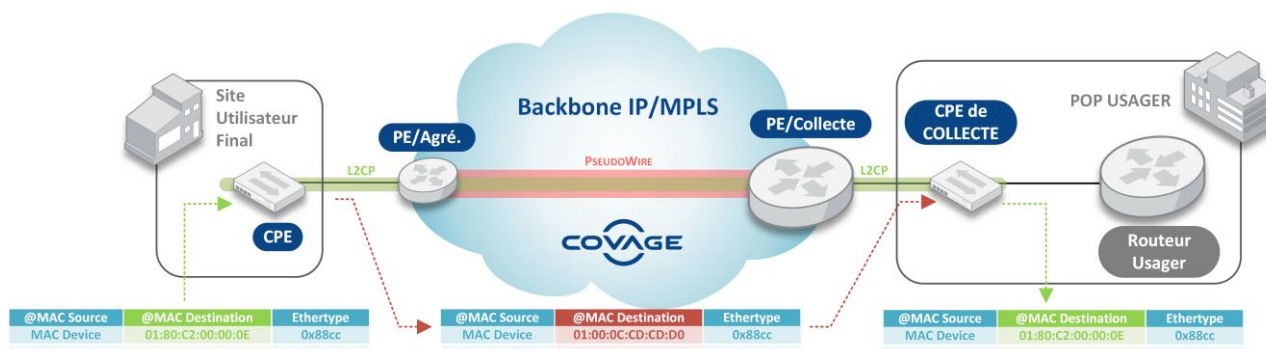 Site
Utilisateur
Final
CPE
L2CP
PE/Agré.
Backbone IP/MPLS
PSEUDOWIRE
COVAGE
PE/Collecte
L2CP
CPE de
COLLECTE
POP USAGER
Routeur
Usager
@MAC Source @MAC Destination Ethertype
MAC Device 01:80:C2:00:00:0E 0x88cc
@MAC Source @MAC Destination Ethertype
MAC Device 01:00:0C:CD:CD:D0 0x88cc
@MAC Source @MAC Destination Ethertype
MAC Device 01:80:C2:00:00:0E 0x88cc